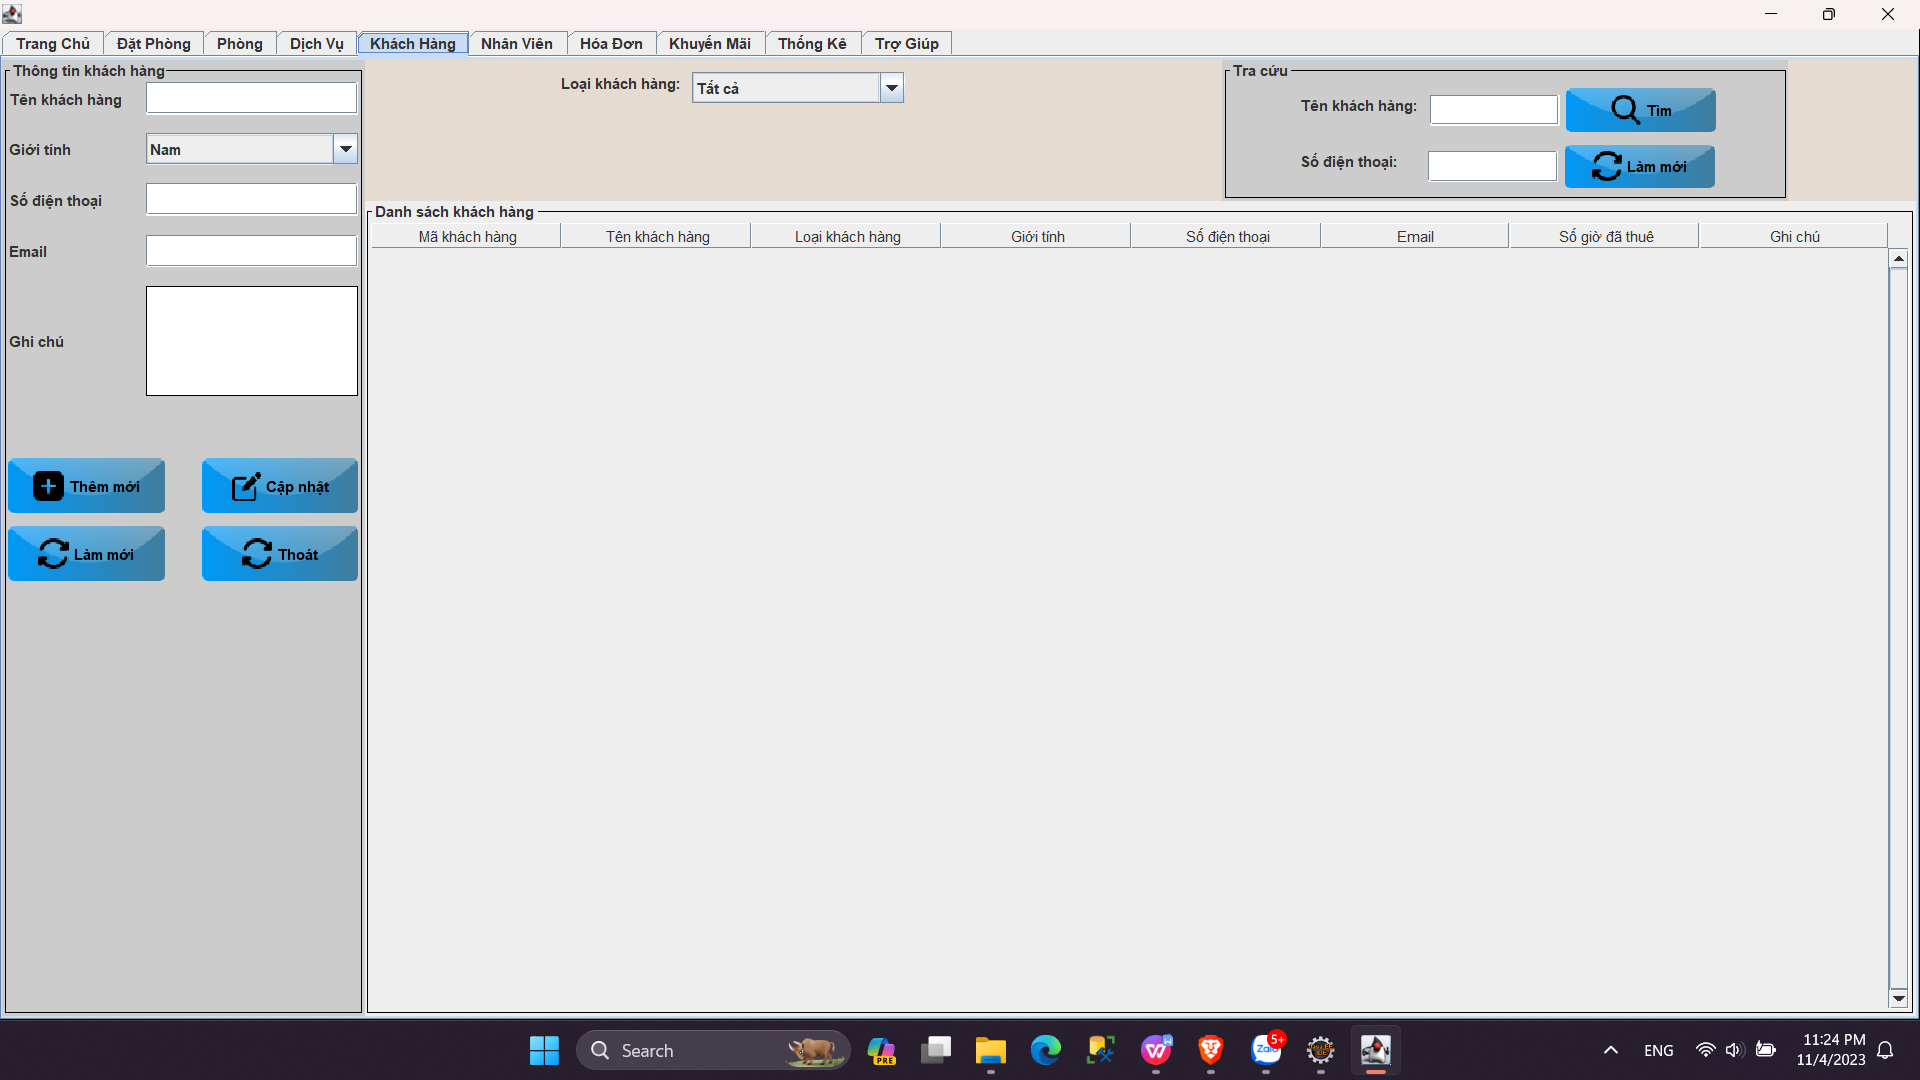 Trang Chủ Đặt Phòng Phòng Dịch Vụ Khách Hàng Nhân Viên Hóa Đơn Khuyến Mãi Thống Kê Trợ Giúp
Thông tin khách hàng
Tên khách hàng
Giới tính Nam
Số điện thoại
Email
Ghi chú
Thêm mới Cập nhật
Làm mới Thoát
Loại khách hàng: Tất cả
Tra cứu
Tên khách hàng: Tìm
Số điện thoại: Làm mới
Danh sách khách hàng
Mã khách hàng Tên khách hàng Loại khách hàng Giới tính Số điện thoại Email Số giờ đã thuê Ghi chú
Search
PRE
Zalo
5+
ENG
11:24 PM
11/4/2023